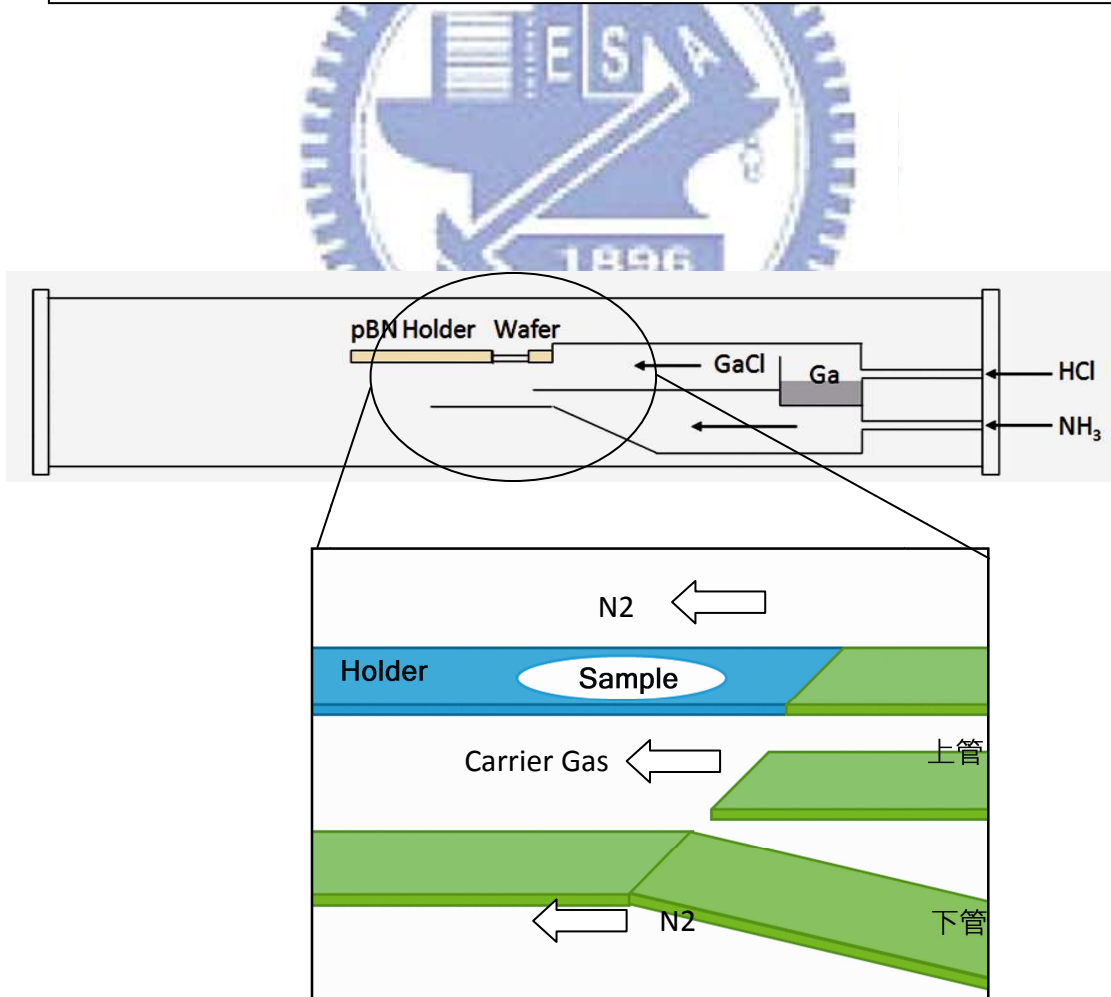 E S A
1896
pBN Holder Wafer
GaCl
Ga
HCl
NH₃
N2
Holder
Sample
Carrier Gas
上管
N2
下管